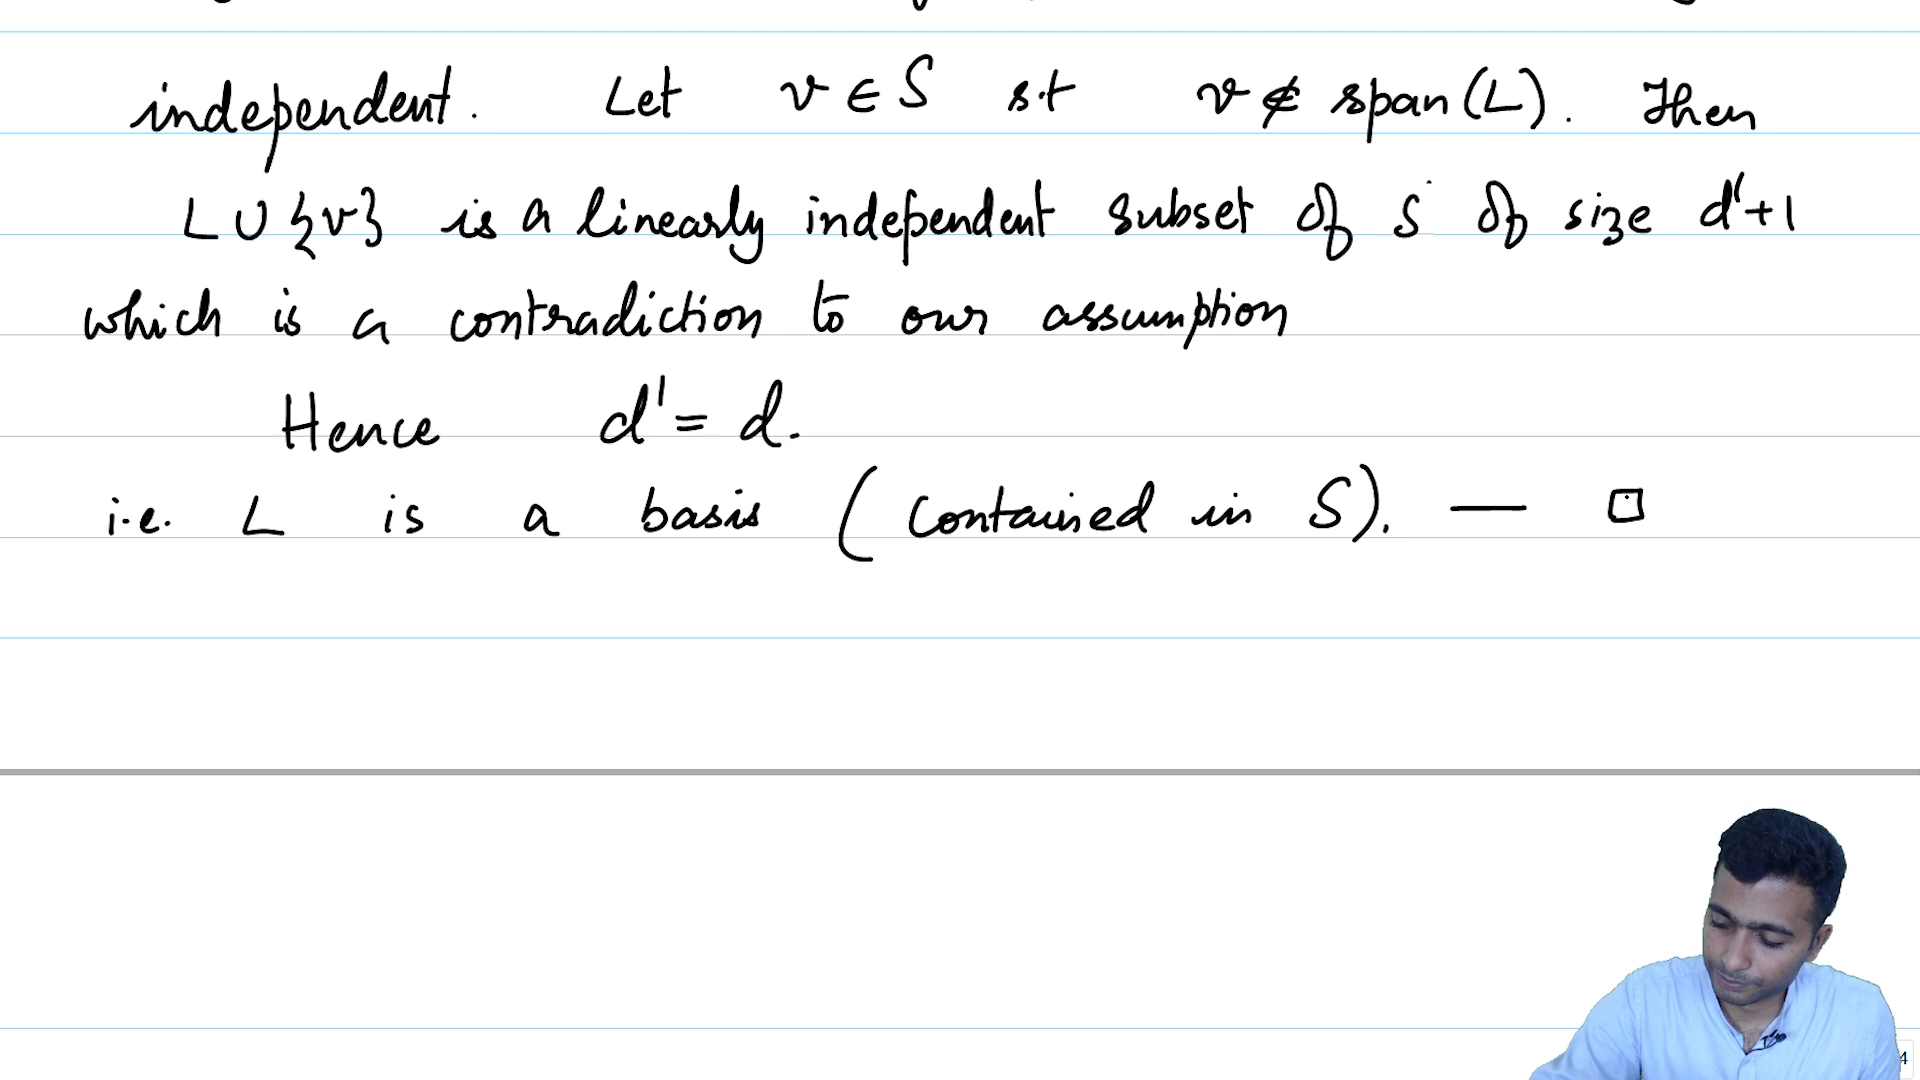 independent. Let v ∈ S s.t v ∉ span (L). Then
L ∪ {v} is a linearly independent subset of S of size d'+1
which is a contradiction to our assumption
Hence d' = d.
i.e. L is a basis (contained in S). — □
4